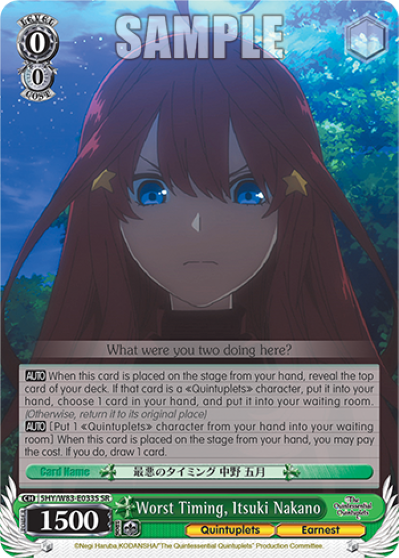 SAMPLE
LEVEL
0
0
COST
What were you two doing here?
AUTO When this card is placed on the stage from your hand, reveal the top
card of your deck. If that card is a «Quintuplets» character, put it into your
hand, choose 1 card in your hand, and put it into your waiting room.
(Otherwise, return it to its original place)
AUTO [Put 1 «Quintuplets» character from your hand into your waiting
room] When this card is placed on the stage from your hand, you may pay
the cost. If you do, draw 1 card.
Card Name 最悪のタイミング 中野 五月
CH 5HY/W83-E033S SR
Worst Timing, Itsuki Nakano
The Quintessential Quintuplets
1500
Quintuplets
Earnest
©Negi Haruba,KODANSHA/"The Quintessential Quintuplets" Production Committee